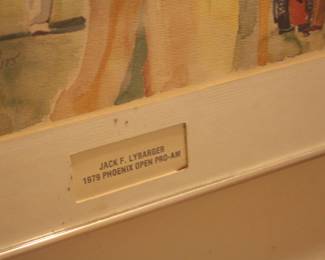 JACK F. LYBARGER
1979 PHOENIX OPEN PRO-AM